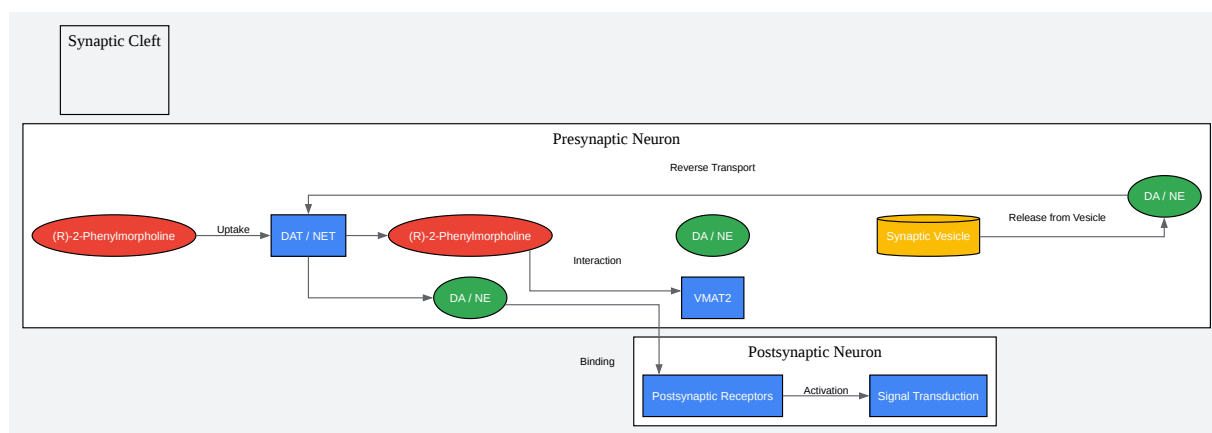 Synaptic Cleft
Presynaptic Neuron
Reverse Transport
DA / NE
(R)-2-Phenylmorpholine
Uptake
DAT / NET
(R)-2-Phenylmorpholine
DA / NE
Synaptic Vesicle
Release from Vesicle
Interaction
DA / NE
VMAT2
Postsynaptic Neuron
Binding
Postsynaptic Receptors
Activation
Signal Transduction